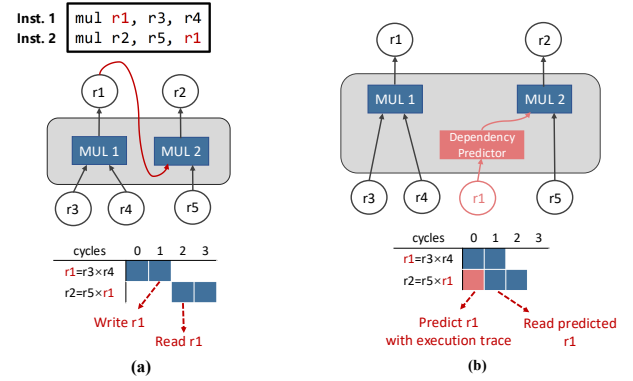 Inst. 1 mul r1, r3, r4
Inst. 2 mul r2, r5, r1
r1 r2
MUL 1 MUL 2
r3 r4 r5
cycles 0 1 2 3
r1=r3×r4
r2=r5×r1
Write r1
Read r1
(a)
r1 r2
MUL 1 MUL 2
Dependency
Predictor
r3 r4 r1 r5
cycles 0 1 2 3
r1=r3×r4
r2=r5×r1
Predict r1
with execution trace
Read predicted
r1
(b)